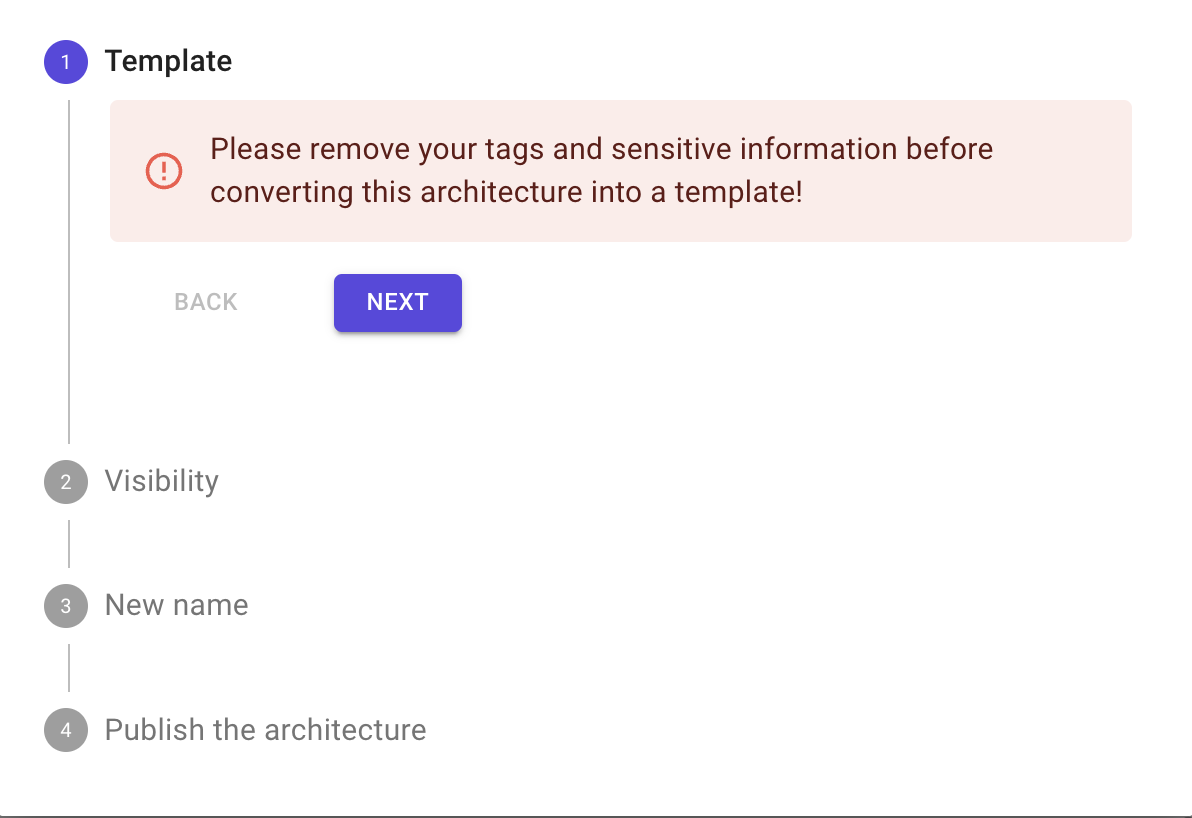 1 Template
Please remove your tags and sensitive information before
converting this architecture into a template!
BACK NEXT
2 Visibility
3 New name
4 Publish the architecture